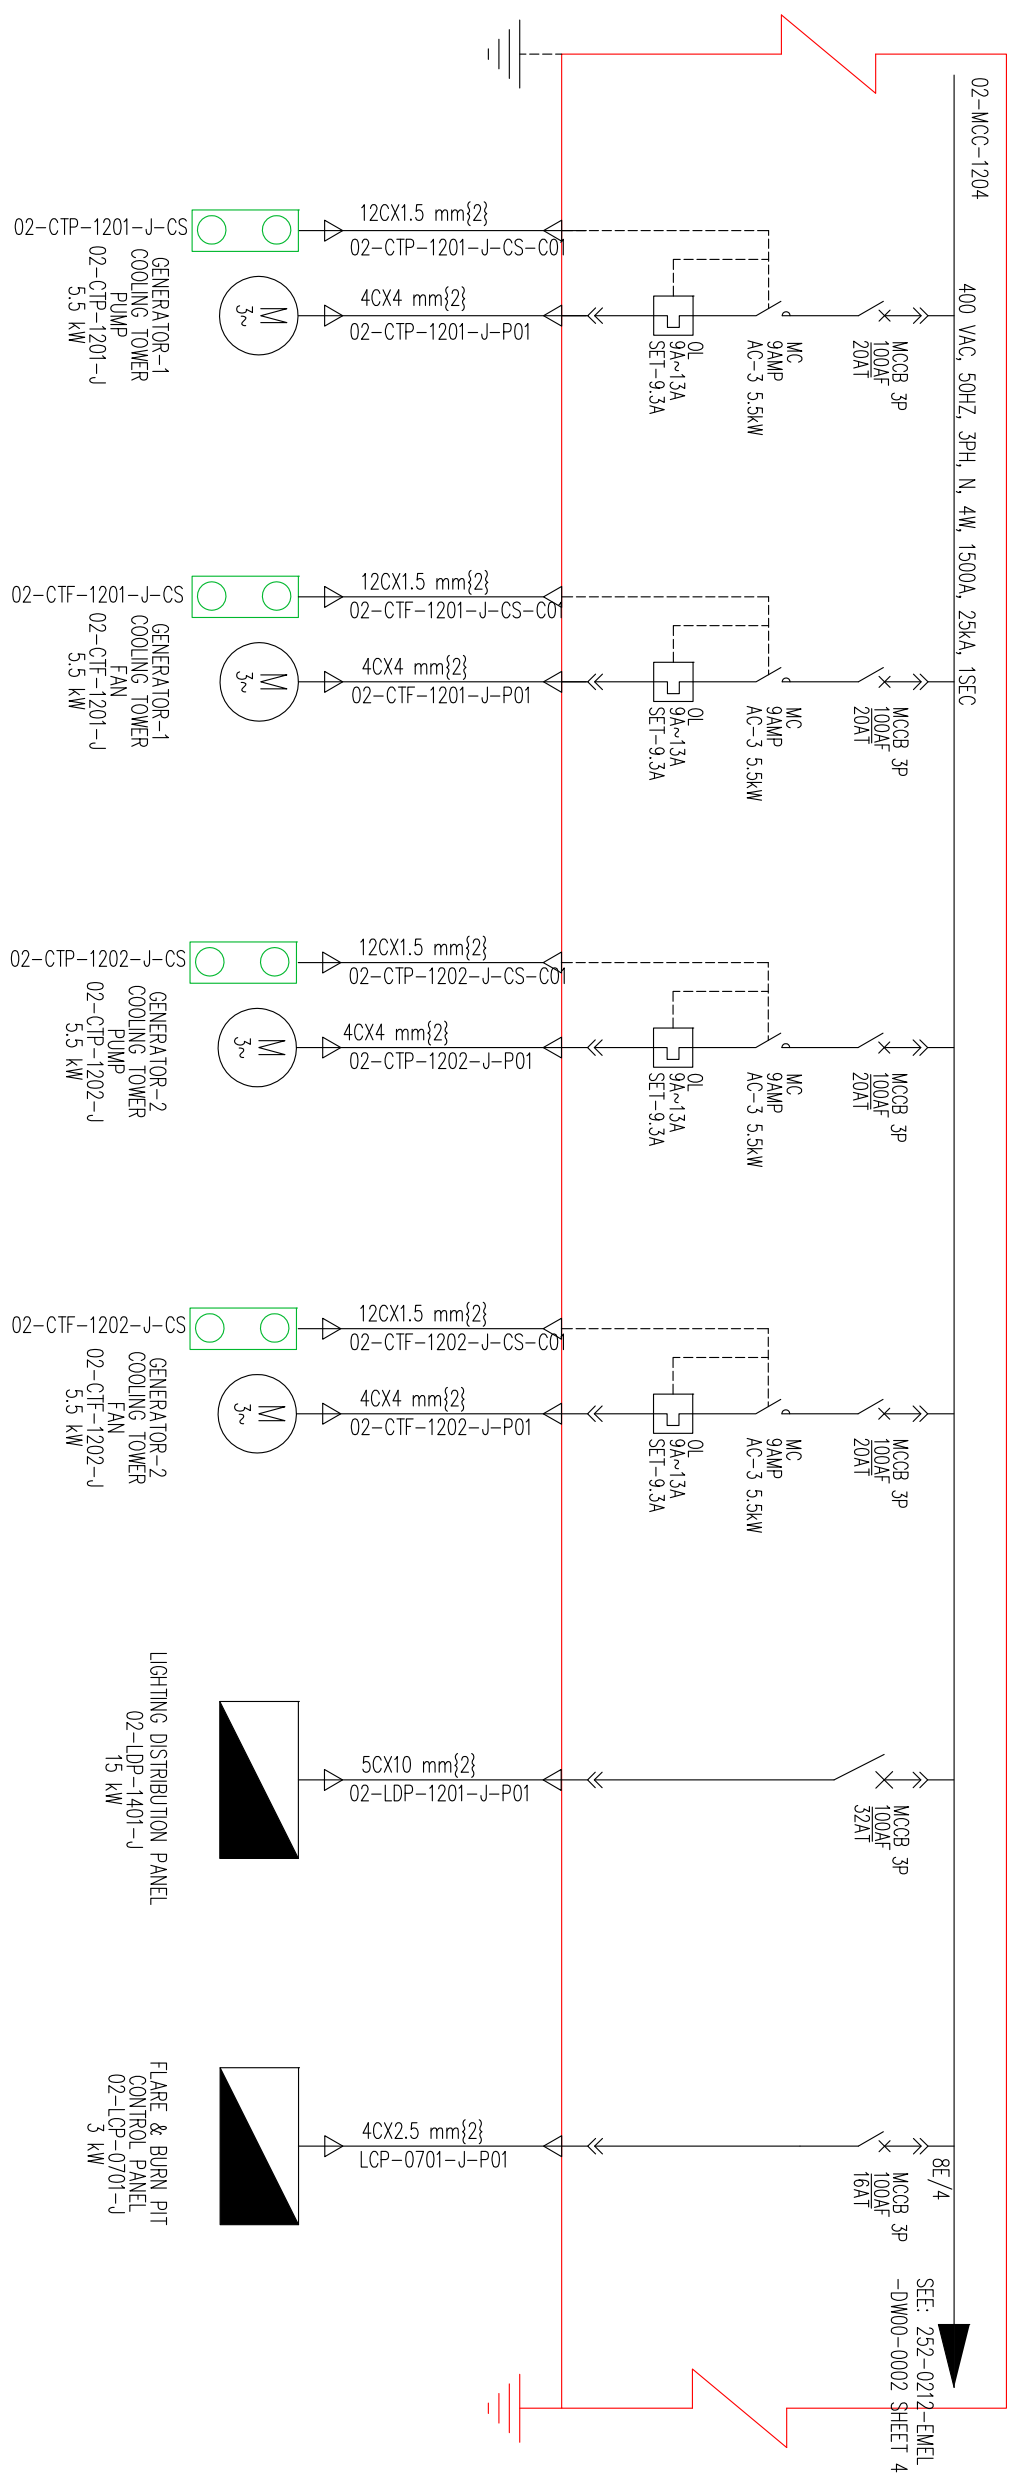 02-MCC-1204
400 VAC, 50HZ, 3PH, N, 4W, 1500A, 25kA, 1SEC
MCCB 3P
100AF
20AT
MC
9AMP
AC-3 5.5kW
OL
9A~13A
SET-9.3A
12CX1.5 mm{2}
02-CTP-1201-J-CS-C01
4CX4 mm{2}
02-CTP-1201-J-P01
02-CTP-1201-J-CS
M
3~
GENERATOR-1
COOLING TOWER
PUMP
02-CTP-1201-J
5.5 kW
MCCB 3P
100AF
20AT
MC
9AMP
AC-3 5.5kW
OL
9A~13A
SET-9.3A
12CX1.5 mm{2}
02-CTF-1201-J-CS-C01
4CX4 mm{2}
02-CTF-1201-J-P01
02-CTF-1201-J-CS
M
3~
GENERATOR-1
COOLING TOWER
FAN
02-CTF-1201-J
5.5 kW
MCCB 3P
100AF
20AT
MC
9AMP
AC-3 5.5kW
OL
9A~13A
SET-9.3A
12CX1.5 mm{2}
02-CTP-1202-J-CS-C01
4CX4 mm{2}
02-CTP-1202-J-P01
02-CTP-1202-J-CS
M
3~
GENERATOR-2
COOLING TOWER
PUMP
02-CTP-1202-J
5.5 kW
MCCB 3P
100AF
20AT
MC
9AMP
AC-3 5.5kW
OL
9A~13A
SET-9.3A
12CX1.5 mm{2}
02-CTF-1202-J-CS-C01
4CX4 mm{2}
02-CTF-1202-J-P01
02-CTF-1202-J-CS
M
3~
GENERATOR-2
COOLING TOWER
FAN
02-CTF-1202-J
5.5 kW
MCCB 3P
100AF
32AT
5CX10 mm{2}
02-LDP-1201-J-P01
LIGHTING DISTRIBUTION PANEL
02-LDP-1401-J
15 kW
8E/4
MCCB 3P
100AF
16AT
4CX2.5 mm{2}
LCP-0701-J-P01
FLARE & BURN PIT
CONTROL PANEL
02-LCP-0701-J
3 kW
SEE: 252-0212-EMEL
-DW00-0002 SHEET 4